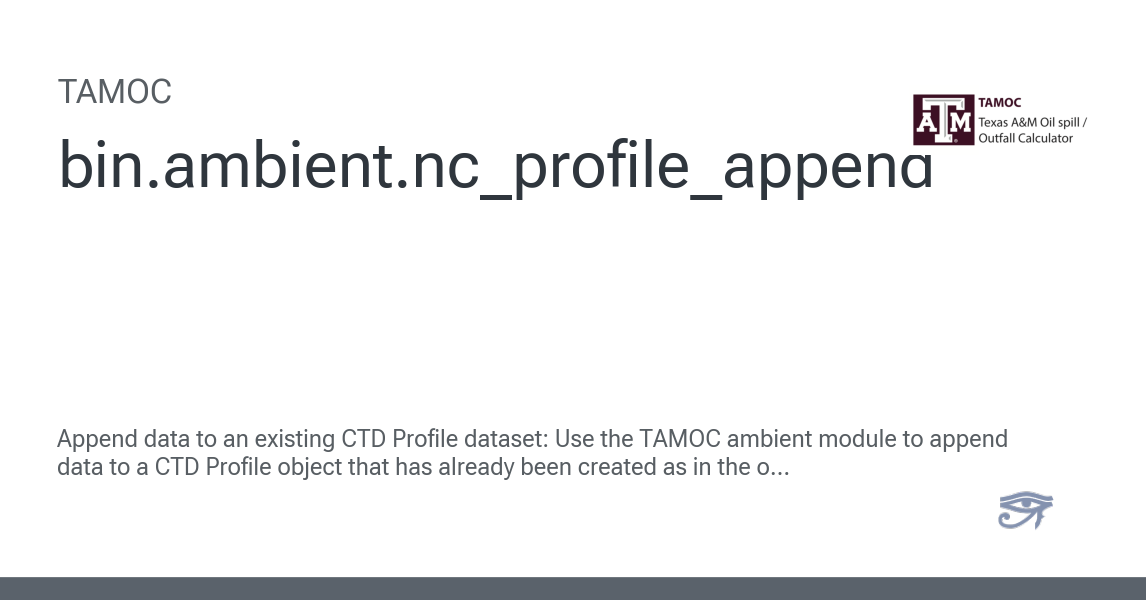 TAMOC
bin.ambient.nc_profile_append
ATM
TAMOC
Texas A&M Oil spill /
Outfall Calculator
Append data to an existing CTD Profile dataset: Use the TAMOC ambient module to append
data to a CTD Profile object that has already been created as in the o...